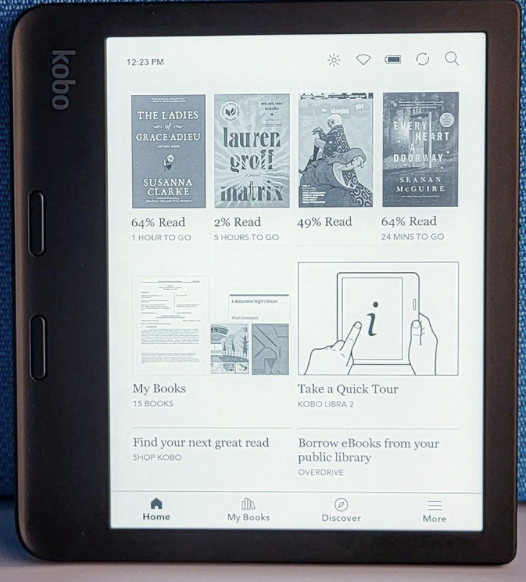 kobo
12:23 PM
THE LADIES
of
GRACE ADIEU
SUSANNA
CLARKE
lauren
groff
matrix
EVERY
HEART
A
DOORWAY
SEANAN
McGUIRE
64% Read
1 HOUR TO GO
2% Read
5 HOURS TO GO
49% Read
64% Read
24 MINS TO GO
A Midsummer Night's Dream
i
My Books
15 BOOKS
Take a Quick Tour
KOBO LIBRA 2
Find your next great read
SHOP KOBO
Borrow eBooks from your
public library
OVERDRIVE
Home
My Books
Discover
More